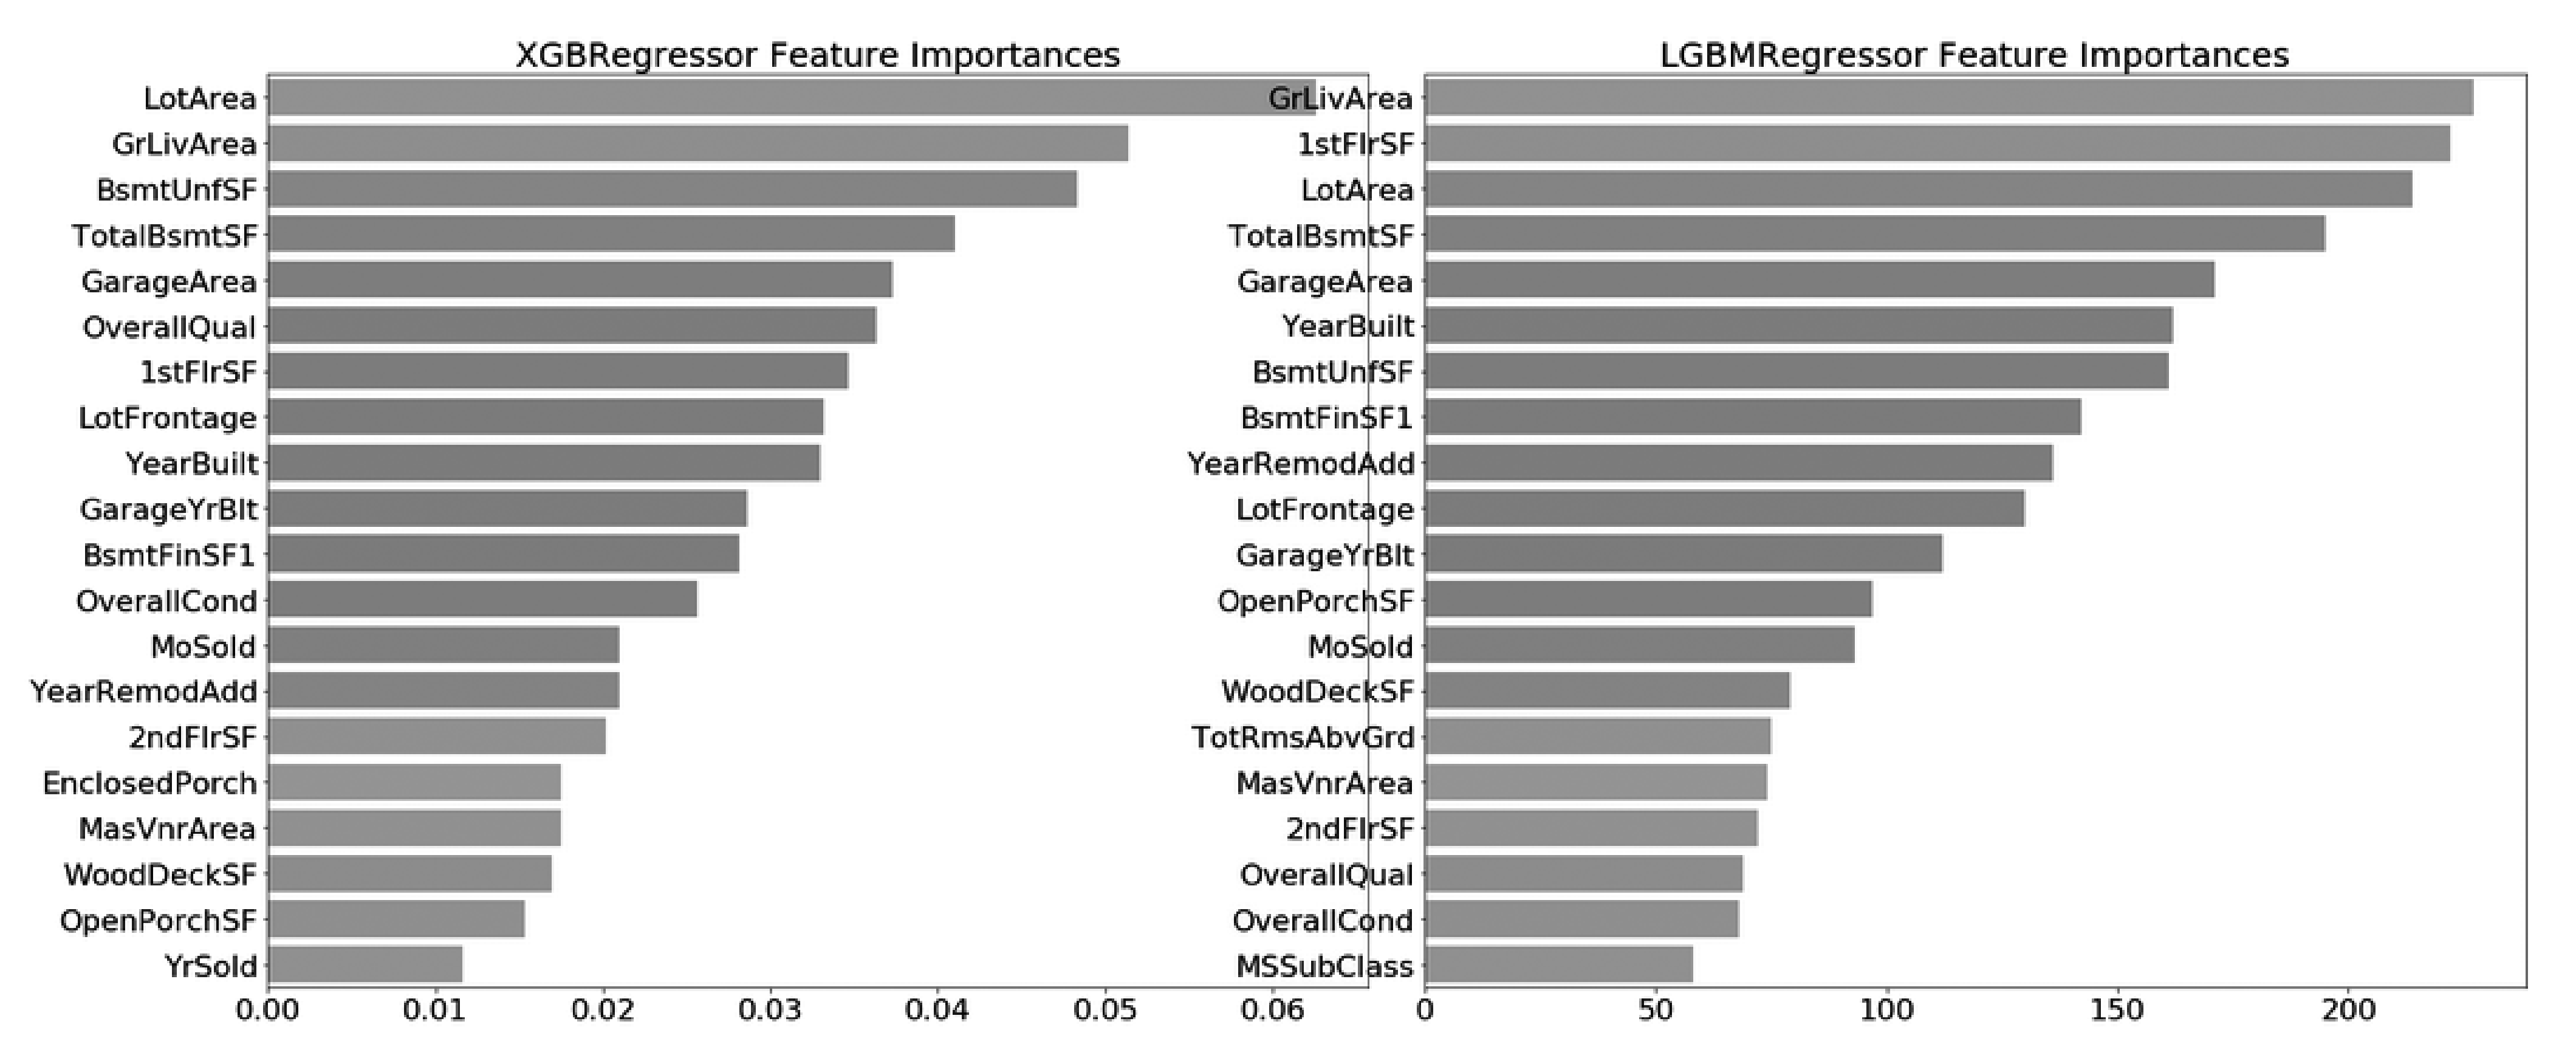 XGBRegressor Feature Importances
LotArea
GrLivArea
BsmtUnfSF
TotalBsmtSF
GarageArea
OverallQual
1stFlrSF
LotFrontage
YearBuilt
GarageYrBlt
BsmtFinSF1
OverallCond
MoSold
YearRemodAdd
2ndFlrSF
EnclosedPorch
MasVnrArea
WoodDeckSF
OpenPorchSF
YrSold
0.00 0.01 0.02 0.03 0.04 0.05 0.06
LGBMRegressor Feature Importances
GrLivArea
1stFlrSF
LotArea
TotalBsmtSF
GarageArea
YearBuilt
BsmtUnfSF
BsmtFinSF1
YearRemodAdd
LotFrontage
GarageYrBlt
OpenPorchSF
MoSold
WoodDeckSF
TotRmsAbvGrd
MasVnrArea
2ndFlrSF
OverallQual
OverallCond
MSSubClass
0 50 100 150 200